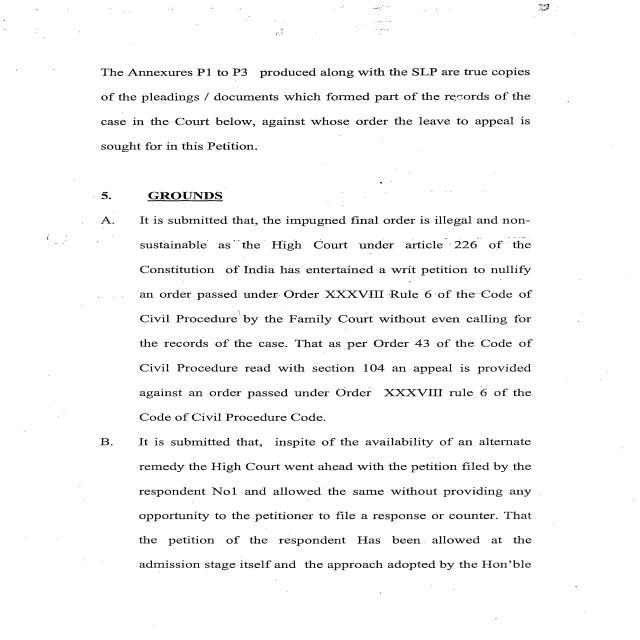 The Annexures P1 to P3 produced along with the SLP are true copies
of the pleadings / documents which formed part of the records of the
case in the Court below, against whose order the leave to appeal is
sought for in this Petition.
5. GROUNDS
A. It is submitted that, the impugned final order is illegal and non-
sustainable as the High Court under article 226 of the
Constitution of India has entertained a writ petition to nullify
an order passed under Order XXXVIII Rule 6 of the Code of
Civil Procedure by the Family Court without even calling for
the records of the case. That as per Order 43 of the Code of
Civil Procedure read with section 104 an appeal is provided
against an order passed under Order XXXVIII rule 6 of the
Code of Civil Procedure Code.
B. It is submitted that, inspite of the availability of an alternate
remedy the High Court went ahead with the petition filed by the
respondent No1 and allowed the same without providing any
opportunity to the petitioner to file a response or counter. That
the petition of the respondent Has been allowed at the
admission stage itself and the approach adopted by the Hon'ble